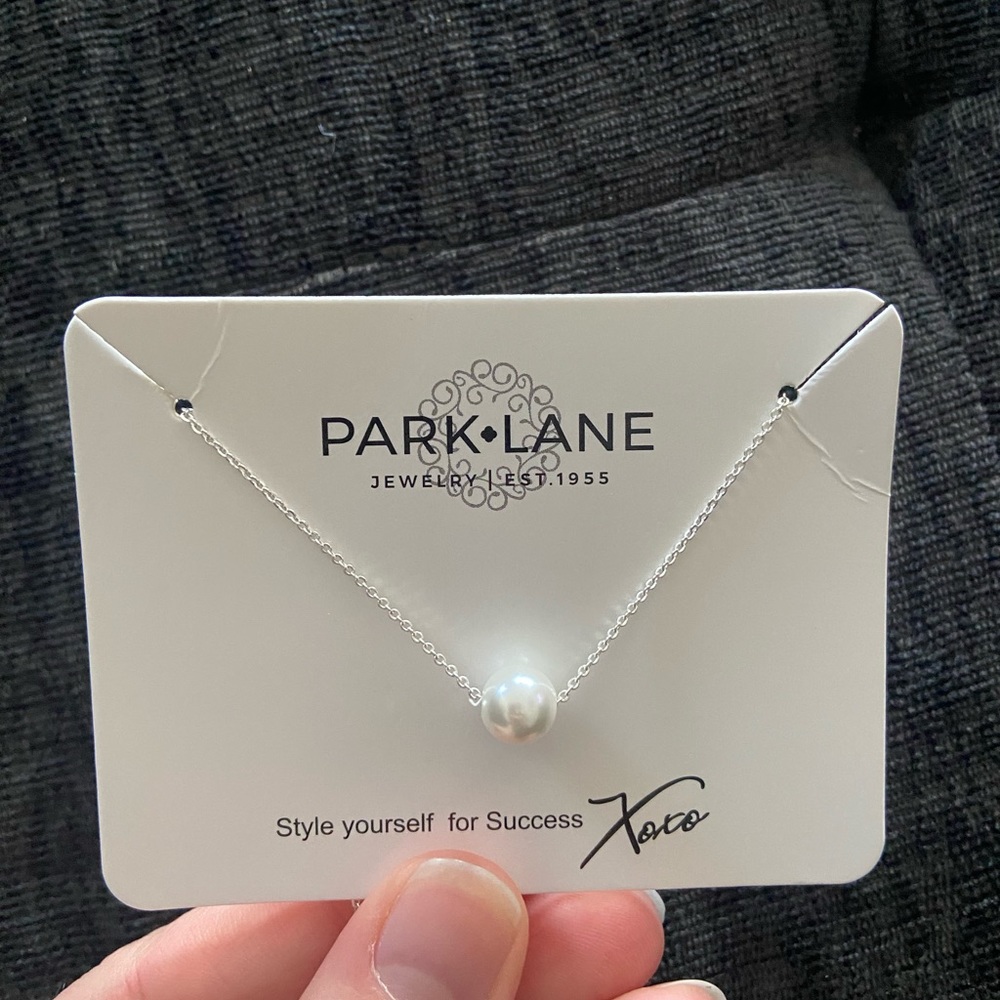 PARK LANE
JEWELRY | EST.1955
Style yourself for Success Xoxo